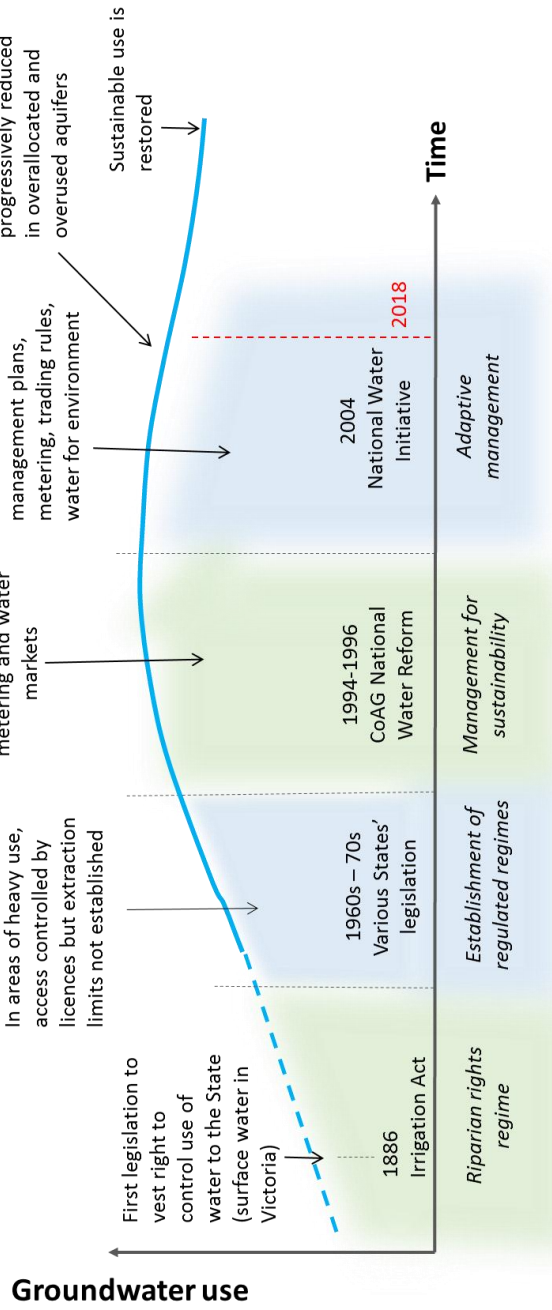 Groundwater use
First legislation to
vest right to
control use of
water to the State
(surface water in
Victoria)
In areas of heavy use,
access controlled by
licences but extraction
limits not established
metering and water
markets
management plans,
metering, trading rules,
water for environment
progressively reduced
in overallocated and
overused aquifers
Sustainable use is
restored
1886
Irrigation Act
1960s – 70s
Various States’
legislation
1994-1996
CoAG National
Water Reform
2004
National Water
Initiative
2018
Time
Riparian rights
regime
Establishment of
regulated regimes
Management for
sustainability
Adaptive
management